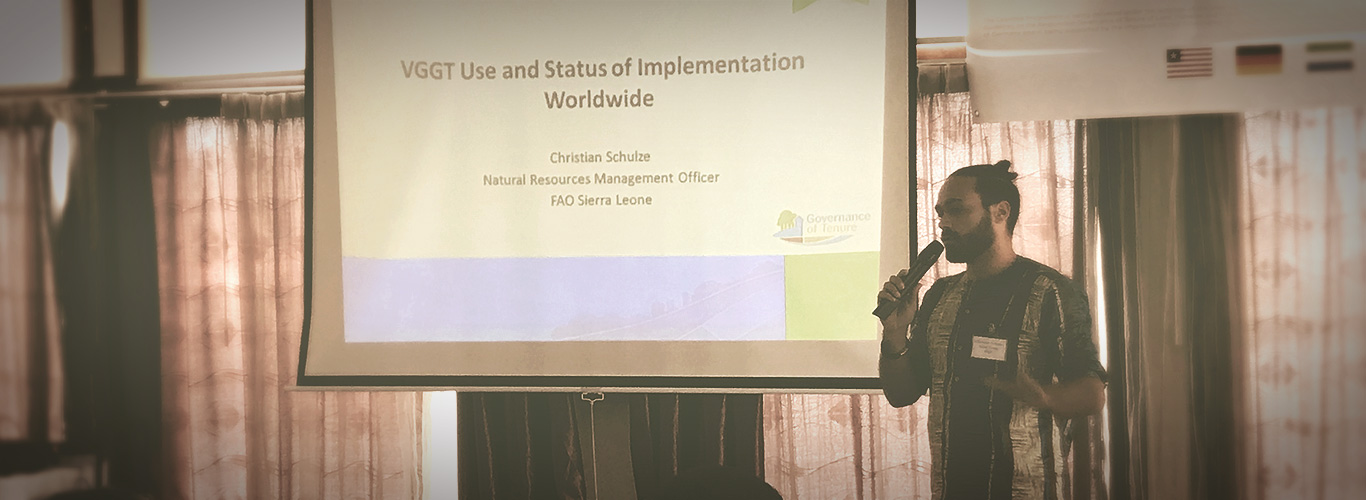 VGGT Use and Status of Implementation
Worldwide
Christian Schulze
Natural Resources Management Officer
FAO Sierra Leone
Governance
of Tenure